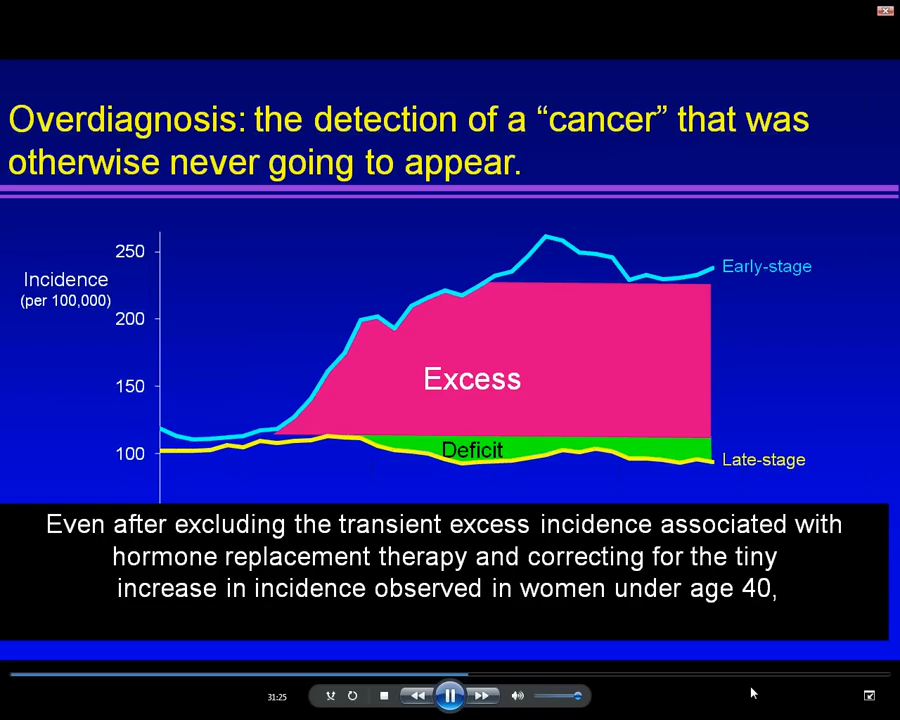 Overdiagnosis: the detection of a “cancer” that was
otherwise never going to appear.
250
Incidence
(per 100,000)
200
150
100
Early-stage
Excess
Deficit
Late-stage
Even after excluding the transient excess incidence associated with
hormone replacement therapy and correcting for the tiny
increase in incidence observed in women under age 40,
31:25